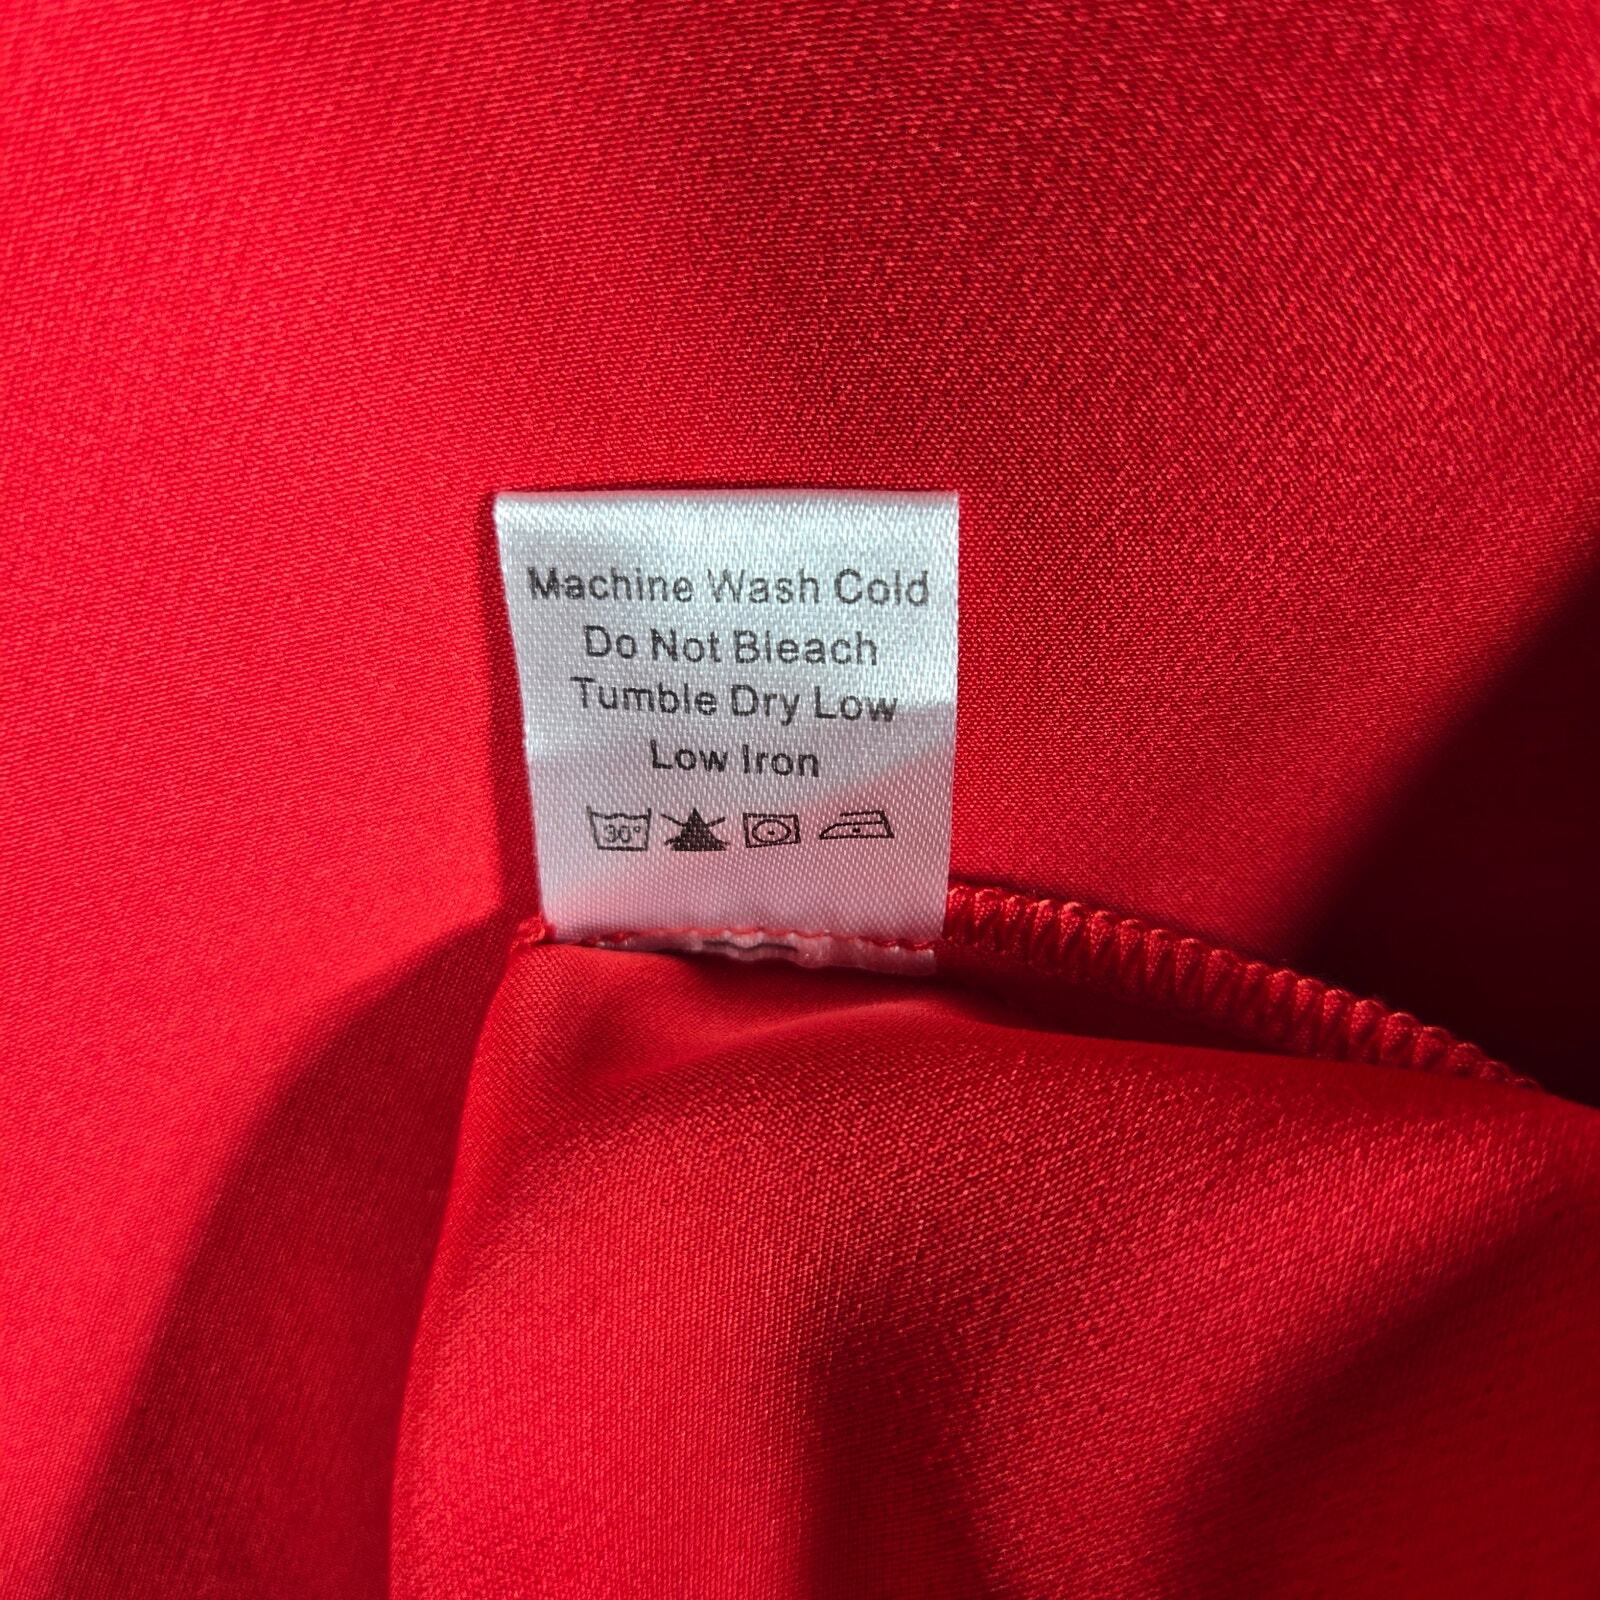 Machine Wash Cold
Do Not Bleach
Tumble Dry Low
Low Iron
30°